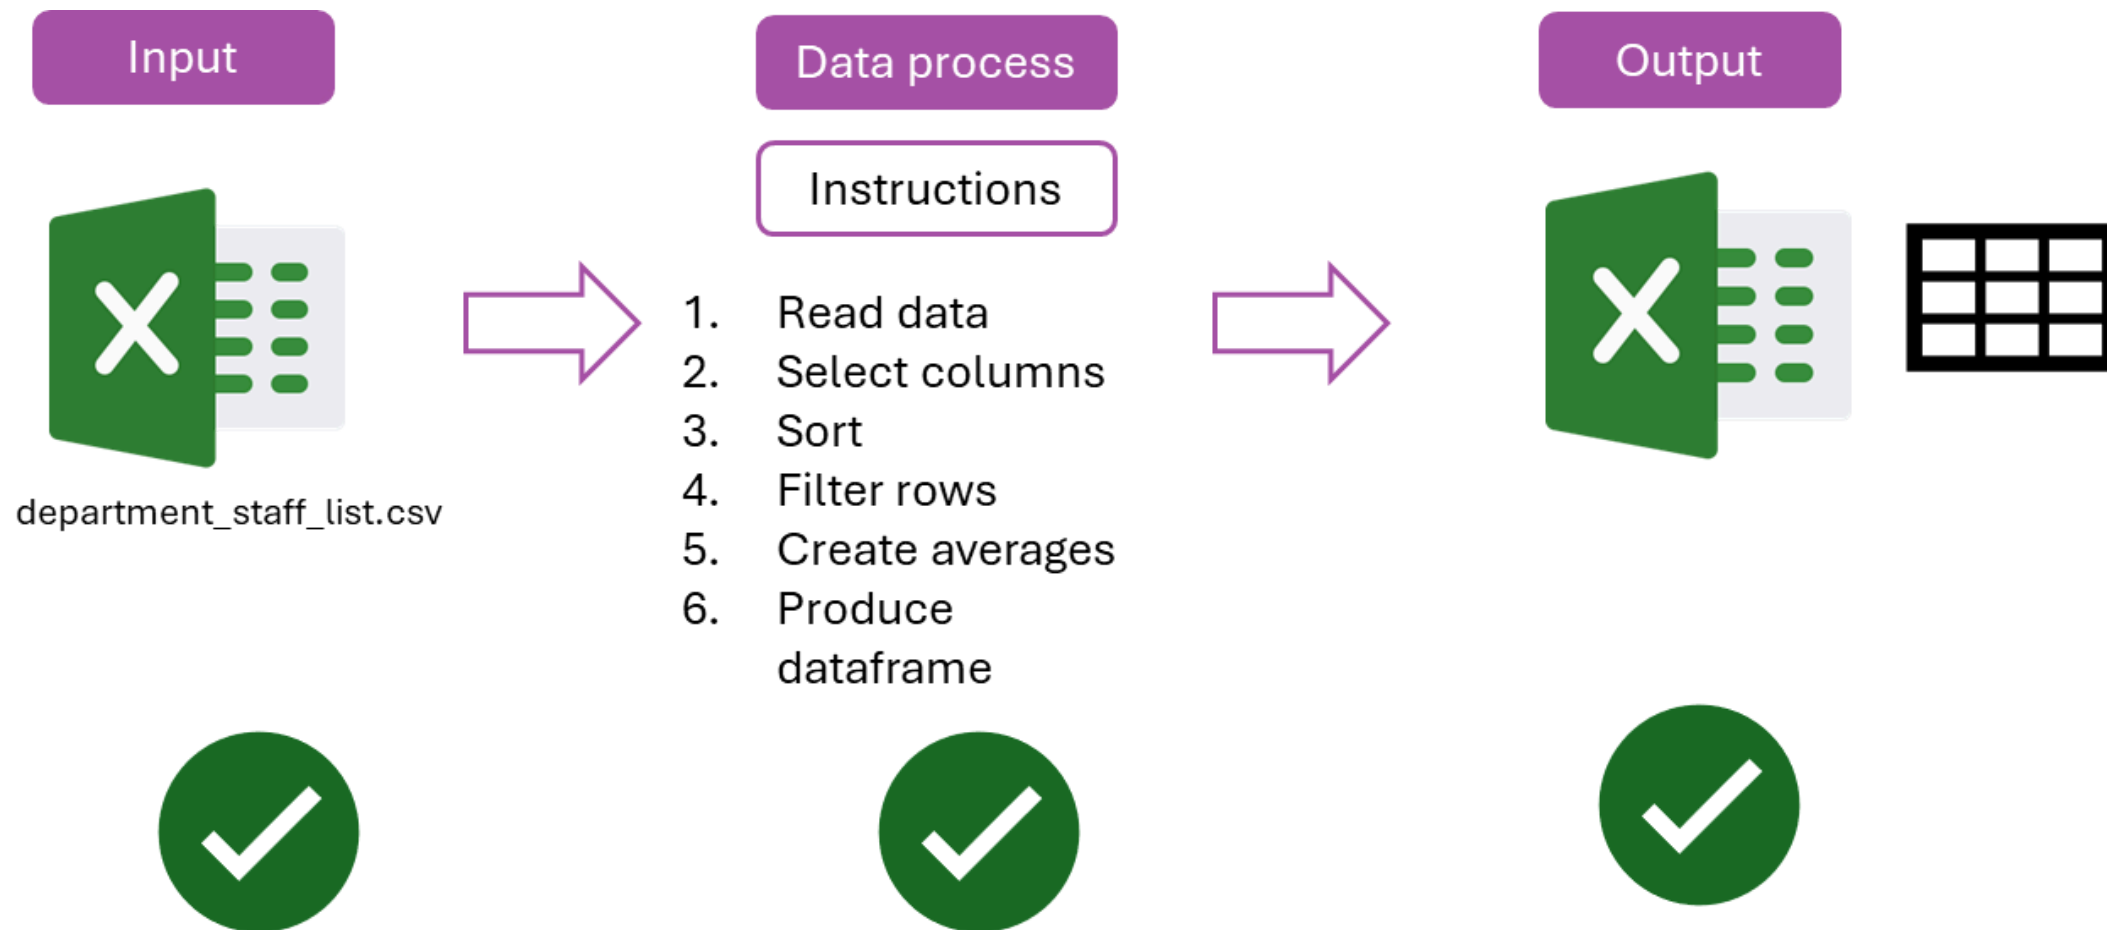 Input
department_staff_list.csv
Data process
Instructions
1. Read data
2. Select columns
3. Sort
4. Filter rows
5. Create averages
6. Produce
dataframe
Output